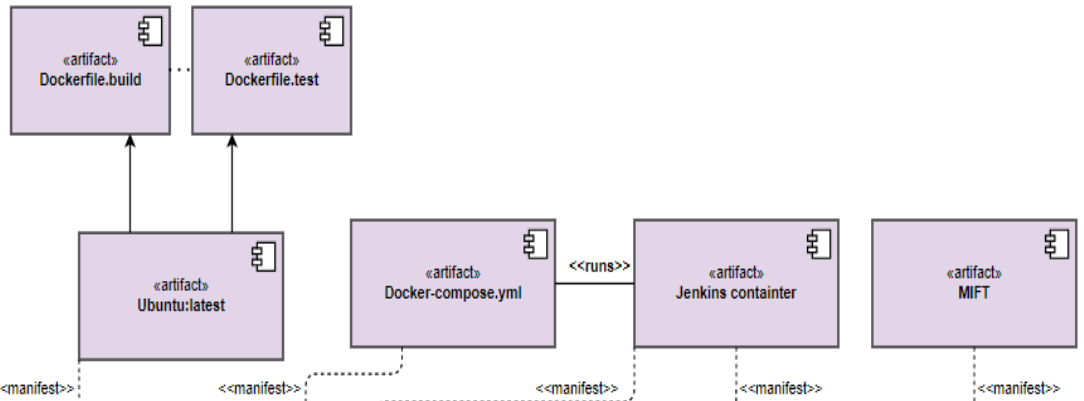 «artifact»
Dockerfile.build
...
«artifact»
Dockerfile.test
«artifact»
Ubuntu:latest
«artifact»
Docker-compose.yml
<<runs>>
«artifact»
Jenkins containter
«artifact»
MIFT
<manifest>>
<<manifest>>
<<manifest>>
<<manifest>>
<<manifest>>